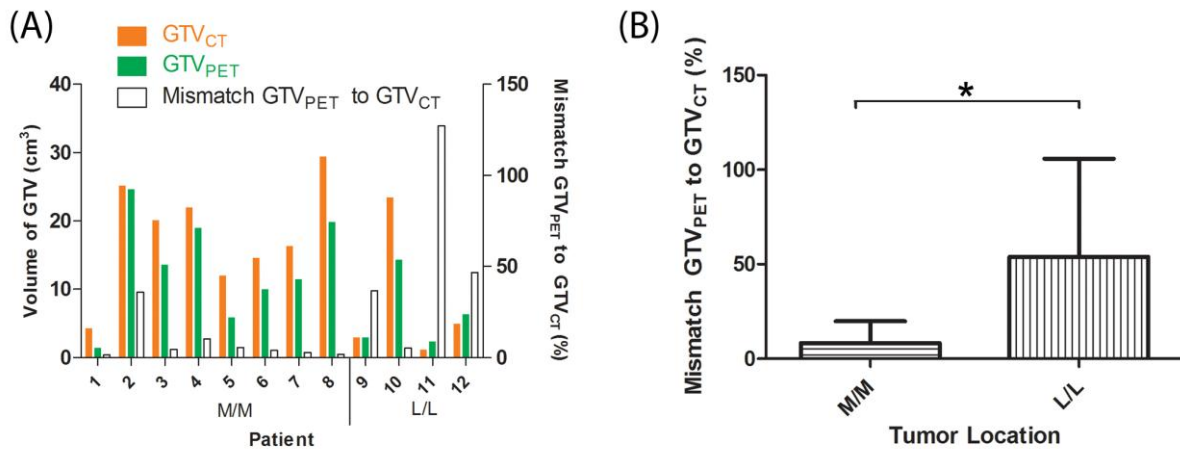 (A)
GTVCT
GTVPET
Mismatch GTVPET to GTVCT
Volume of GTV (cm³)
40
30
20
10
0
150
100
50
0
Mismatch GTVPET to GTVCT (%)
1 2 3 4 5 6 7 8 9 10 11 12
M/M L/L
Patient
(B)
Mismatch GTVPET to GTVCT (%)
150
100
50
0
*
M/M L/L
Tumor Location